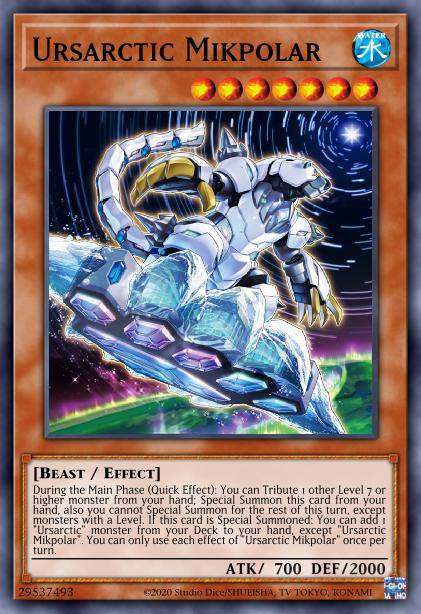 Ursarctic Mikpolar
WATER
水
[Beast / Effect]
During the Main Phase (Quick Effect): You can Tribute 1 other Level 7 or
higher monster from your hand; Special Summon this card from your
hand, also you cannot Special Summon for the rest of this turn, except
monsters with a Level. If this card is Special Summoned: You can add 1
"Ursarctic" monster from your Deck to your hand, except "Ursarctic
Mikpolar". You can only use each effect of "Ursarctic Mikpolar" once per
turn.
ATK/ 700 DEF/2000
29537493
©2020 Studio Dice/SHUEISHA, TV TOKYO, KONAMI